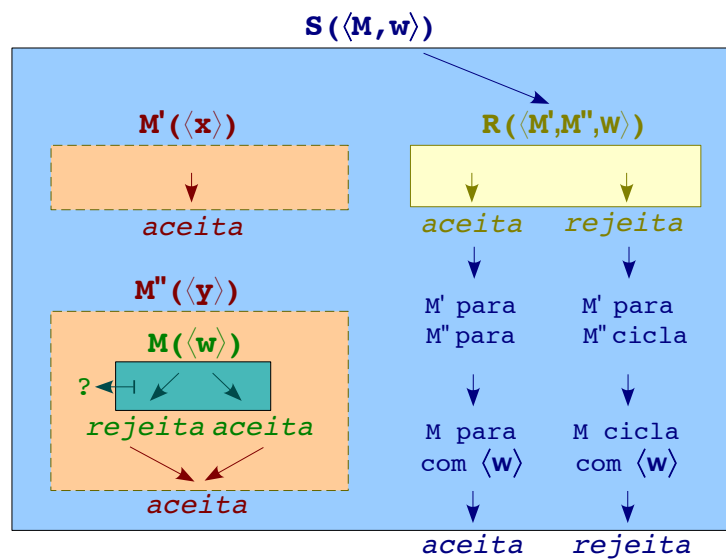 S(⟨M,w⟩)
M'(⟨x⟩)
aceita
M"(⟨y⟩)
M(⟨w⟩)
?
rejeita aceita
aceita
R(⟨M',M",w⟩)
aceita rejeita
M' para
M" para
M' para
M" cicla
M para
com ⟨w⟩
M cicla
com ⟨w⟩
aceita rejeita